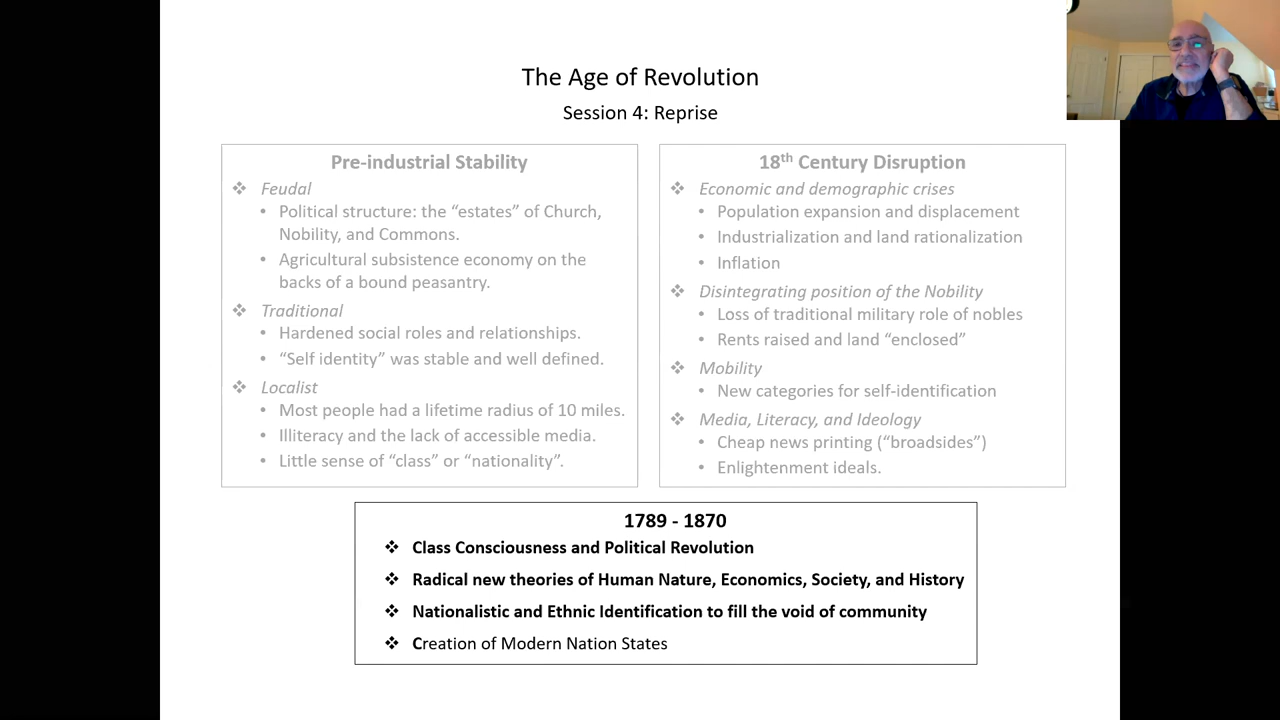 The Age of Revolution
Session 4: Reprise
Pre-industrial Stability
❖ Feudal
• Political structure: the “estates” of Church,
Nobility, and Commons.
• Agricultural subsistence economy on the
backs of a bound peasantry.
❖ Traditional
• Hardened social roles and relationships.
• “Self identity” was stable and well defined.
❖ Localist
• Most people had a lifetime radius of 10 miles.
• Illiteracy and the lack of accessible media.
• Little sense of “class” or “nationality”.
18th Century Disruption
❖ Economic and demographic crises
• Population expansion and displacement
• Industrialization and land rationalization
• Inflation
❖ Disintegrating position of the Nobility
• Loss of traditional military role of nobles
• Rents raised and land “enclosed”
❖ Mobility
• New categories for self-identification
❖ Media, Literacy, and Ideology
• Cheap news printing (“broadsides”)
• Enlightenment ideals.
1789 - 1870
❖ Class Consciousness and Political Revolution
❖ Radical new theories of Human Nature, Economics, Society, and History
❖ Nationalistic and Ethnic Identification to fill the void of community
❖ Creation of Modern Nation States